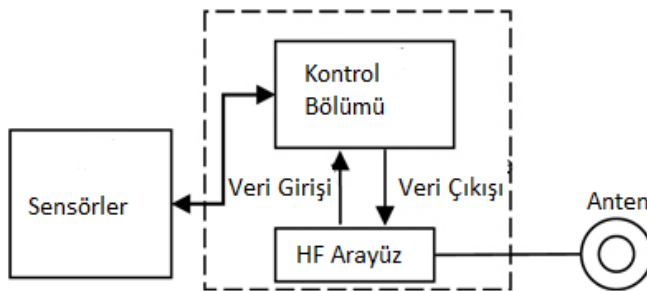 Kontrol
Bölümü
Veri Girişi
Veri Çıkışı
Sensörler
Anten
HF Arayüz